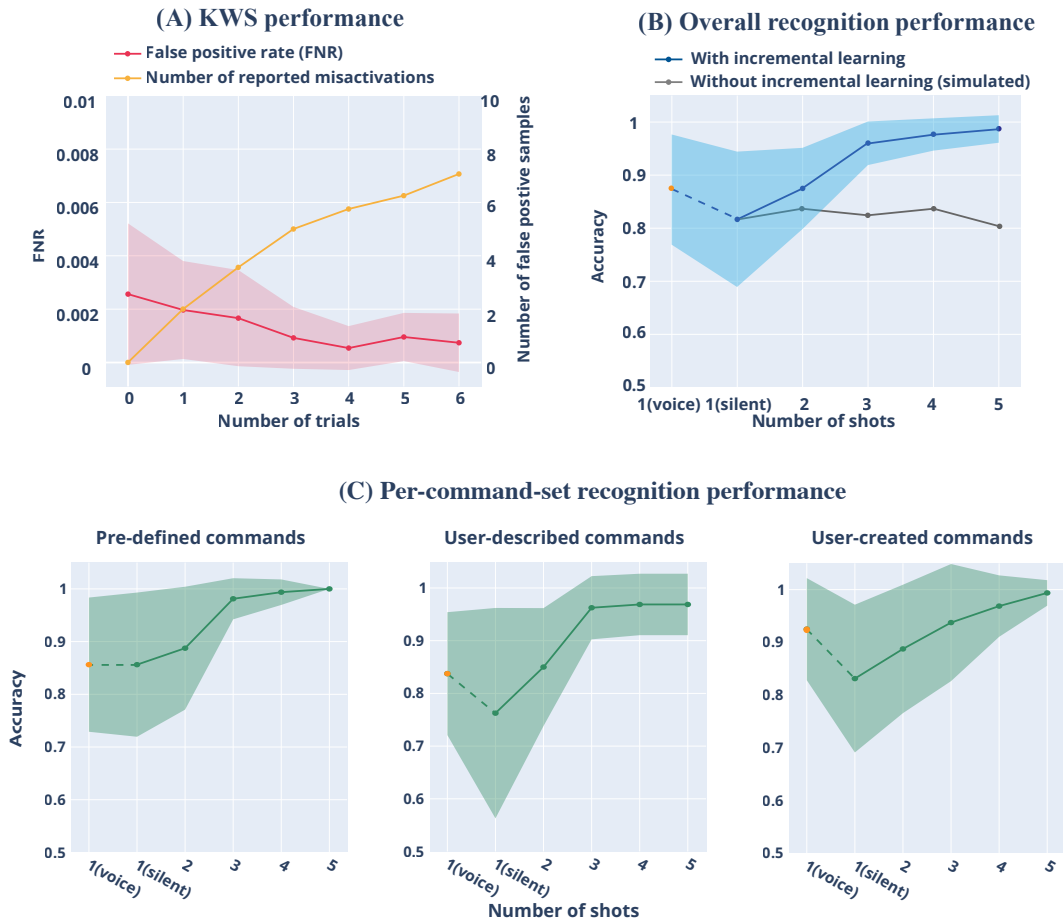 (A) KWS performance
False positive rate (FNR)
Number of reported misactivations
0.01
0.008
0.006
0.004
0.002
0
FNR
10
8
6
4
2
0
Number of false postive samples
0 1 2 3 4 5 6
Number of trials
(B) Overall recognition performance
With incremental learning
Without incremental learning (simulated)
1
0.9
0.8
0.7
0.6
0.5
Accuracy
1(voice) 1(silent) 2 3 4 5
Number of shots
(C) Per-command-set recognition performance
Pre-defined commands
1
0.9
0.8
0.7
0.6
0.5
Accuracy
1(voice) 1(silent) 2 3 4 5
User-described commands
1
0.9
0.8
0.7
0.6
0.5
1(voice) 1(silent) 2 3 4 5
Number of shots
User-created commands
1
0.9
0.8
0.7
0.6
0.5
1(voice) 1(silent) 2 3 4 5